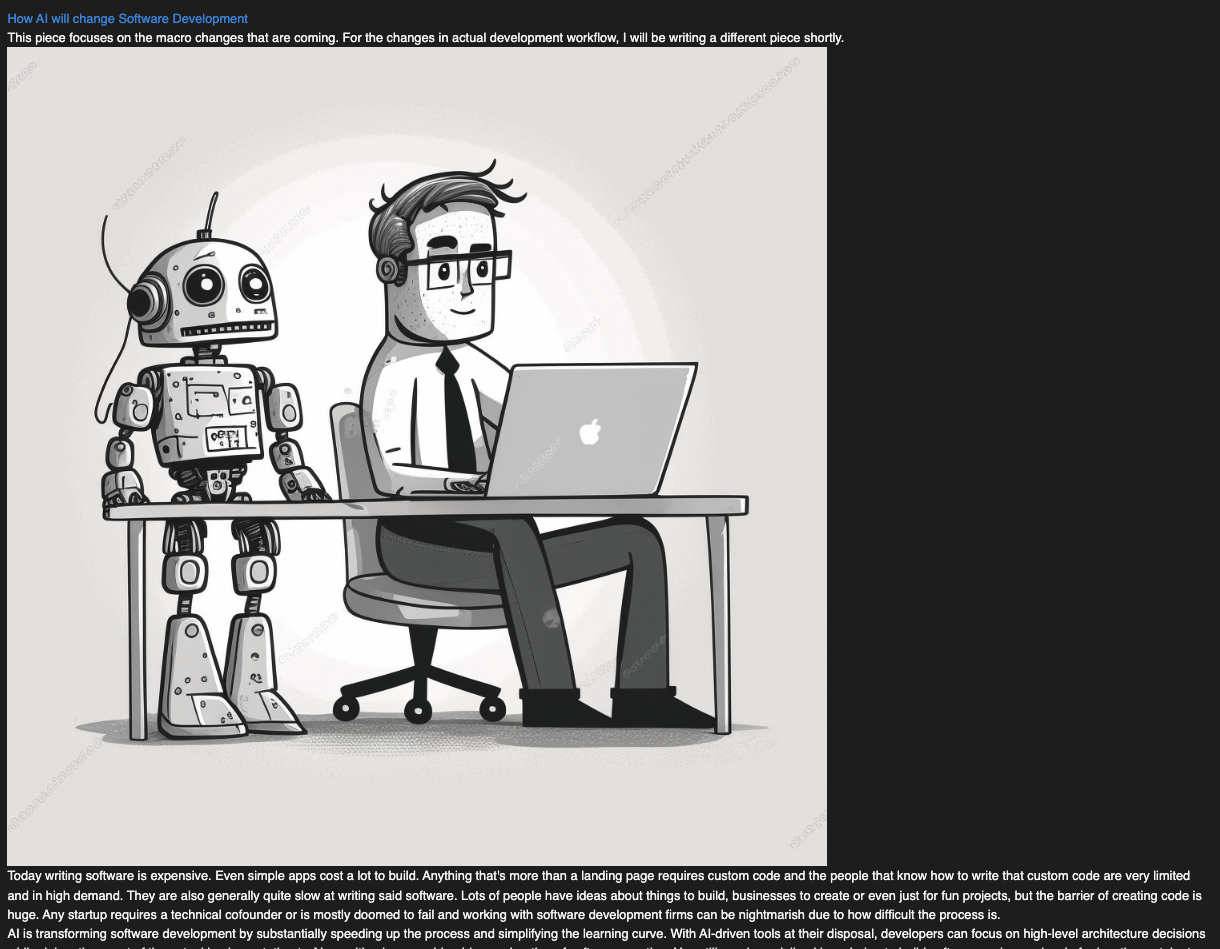 How AI will change Software Development
This piece focuses on the macro changes that are coming. For the changes in actual development workflow, I will be writing a different piece shortly.
Today writing software is expensive. Even simple apps cost a lot to build. Anything that's more than a landing page requires custom code and the people that know how to write that custom code are very limited
and in high demand. They are also generally quite slow at writing said software. Lots of people have ideas about things to build, businesses to create or even just for fun projects, but the barrier of creating code is
huge. Any startup requires a technical cofounder or is mostly doomed to fail and working with software development firms can be nightmarish due to how difficult the process is.
AI is transforming software development by substantially speeding up the process and simplifying the learning curve. With AI-driven tools at their disposal, developers can focus on high-level architecture decisions